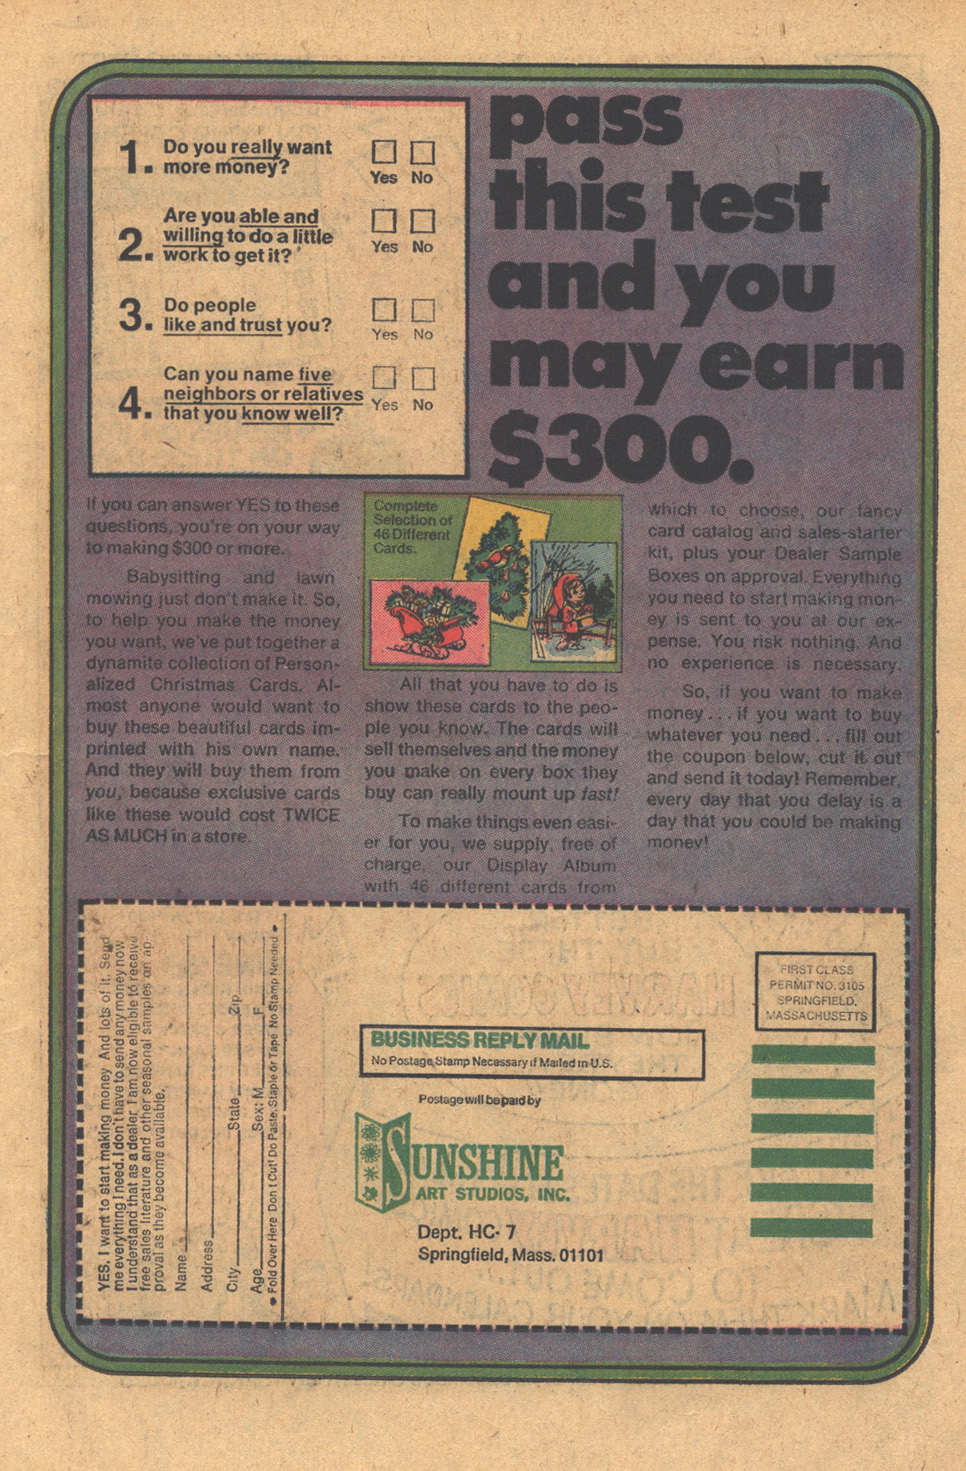 pass
this test
and you
may earn
$300.
1. Do you really want
more money?
Yes No
2. Are you able and
willing to do a little
work to get it?
Yes No
3. Do people
like and trust you?
Yes No
4. Can you name five
neighbors or relatives
that you know well?
Yes No
If you can answer YES to these
questions, you're on your way
to making $300 or more.
Babysitting and lawn
mowing just don't make it. So,
to help you make the money
you want, we've put together a
dynamite collection of Person-
alized Christmas Cards. Al-
most anyone would want to
buy these beautiful cards im-
printed with his own name.
And they will buy them from
you, because exclusive cards
like these would cost TWICE
AS MUCH in a store.
Complete
Selection of
46 Different
Cards.
All that you have to do is
show these cards to the peo-
ple you know. The cards will
sell themselves and the money
you make on every box they
buy can really mount up fast!
To make things even easi-
er for you, we supply, free of
charge, our Display Album
with 46 different cards from
which to choose, our fancy
card catalog and sales-starter
kit, plus your Dealer Sample
Boxes on approval. Everything
you need to start making mon-
ey is sent to you at our ex-
pense. You risk nothing. And
no experience is necessary.
So, if you want to make
money... if you want to buy
whatever you need... fill out
the coupon below, cut it out
and send it today! Remember,
every day that you delay is a
day that you could be making
money!
YES. I want to start making money. And lots of it. Send
me everything I need. I don't have to send any money now
I understand that as a dealer, I am now eligible to receive
free sales literature and other seasonal samples on ap
proval as they become available.
Name
Address
City State Zip
Age Sex: M F
• Fold Over Here Don't Cut! Do Paste, Staple or Tape No Stamp Needed •
FIRST CLASS
PERMIT NO. 3105
SPRINGFIELD,
MASSACHUSETTS
BUSINESS REPLY MAIL
No Postage Stamp Necessary if Mailed in U.S.
Postage will be paid by
SUNSHINE
ART STUDIOS, INC.
Dept. HC-7
Springfield, Mass. 01101